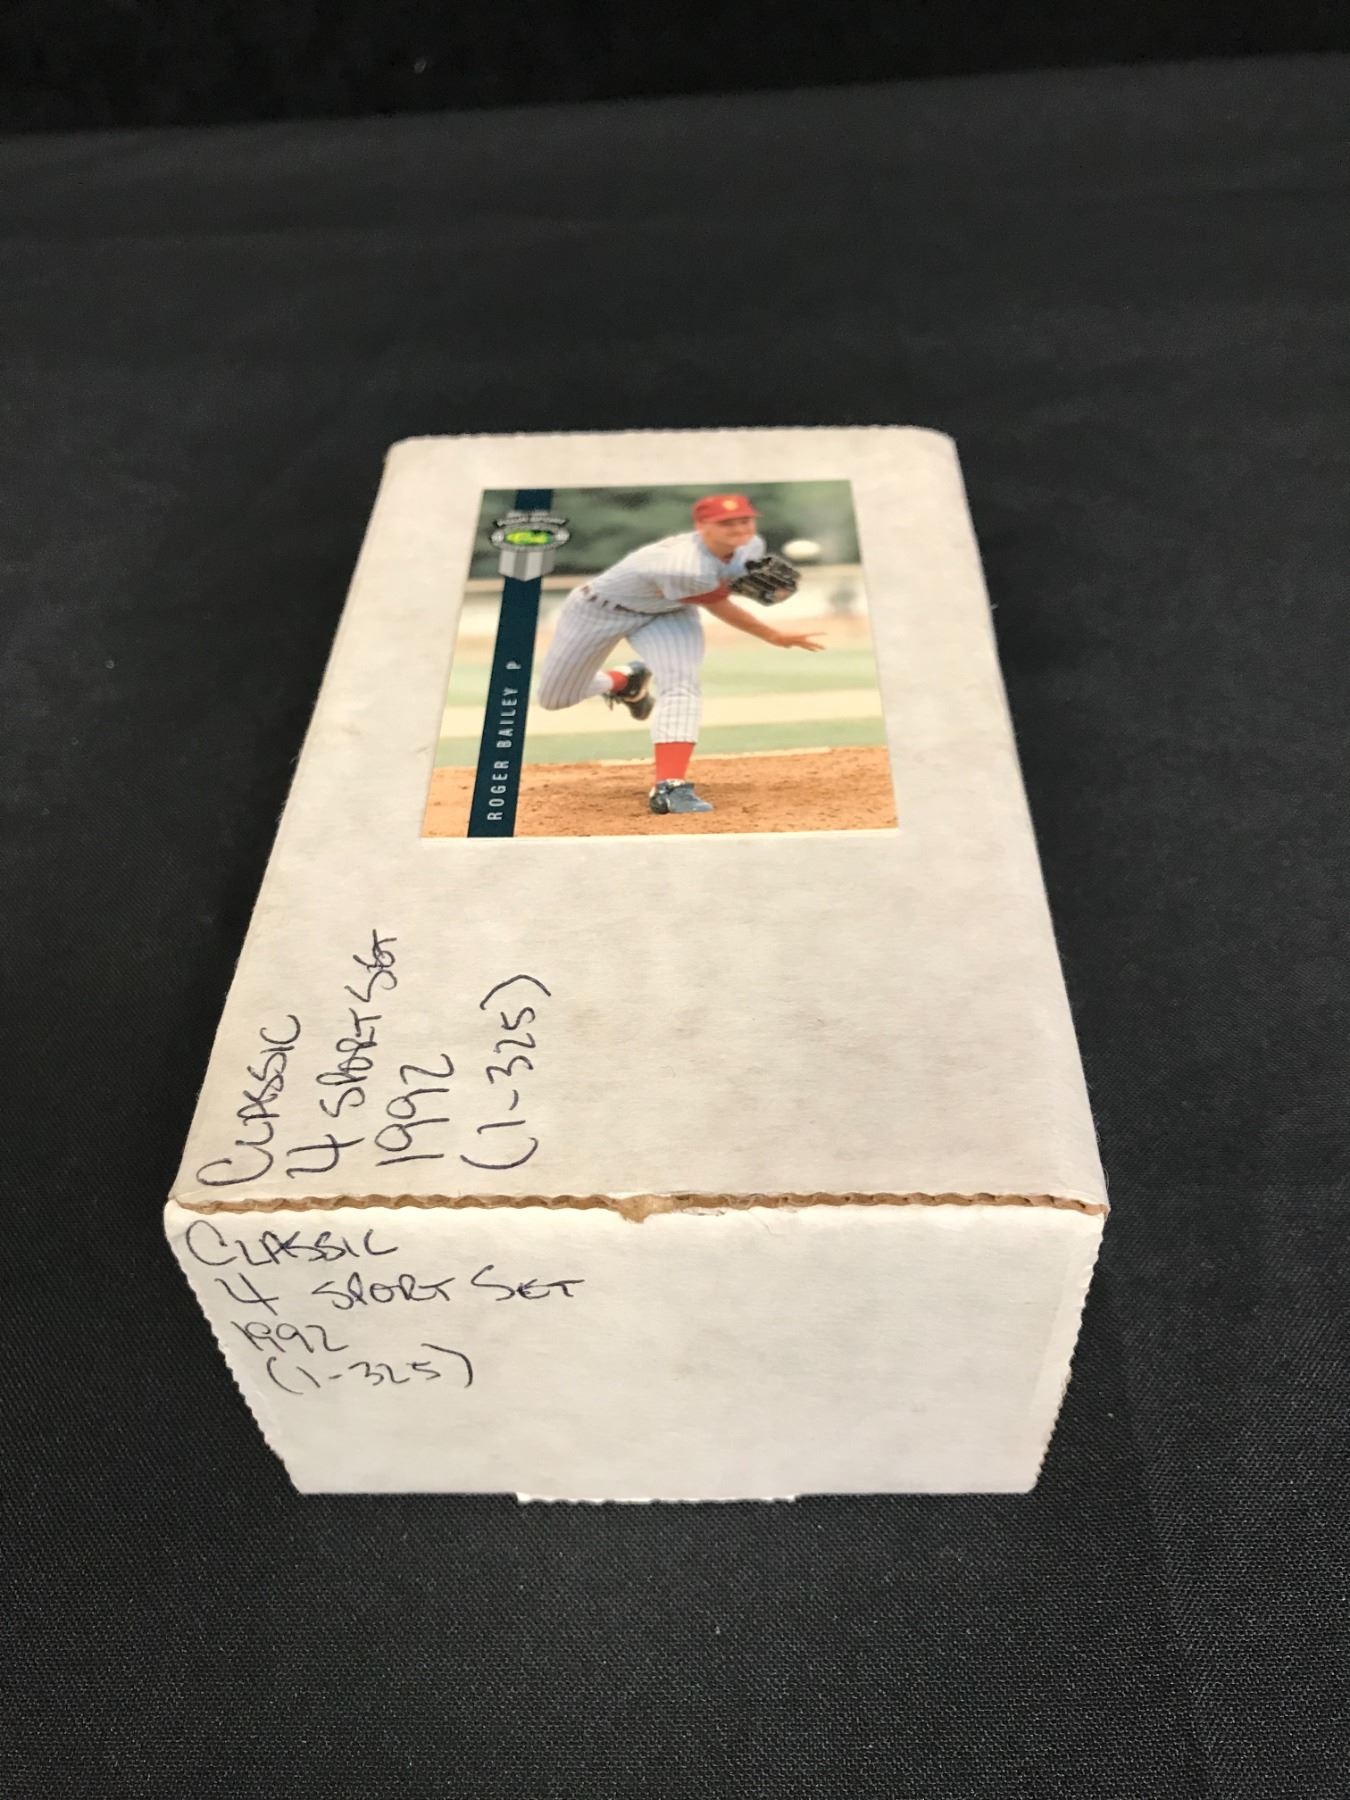 ROGER BAILEY P
CLASSIC
4 SPORT SET
1992
(1-325)
CLASSIC
4 SPORT SET
1992
(1-325)